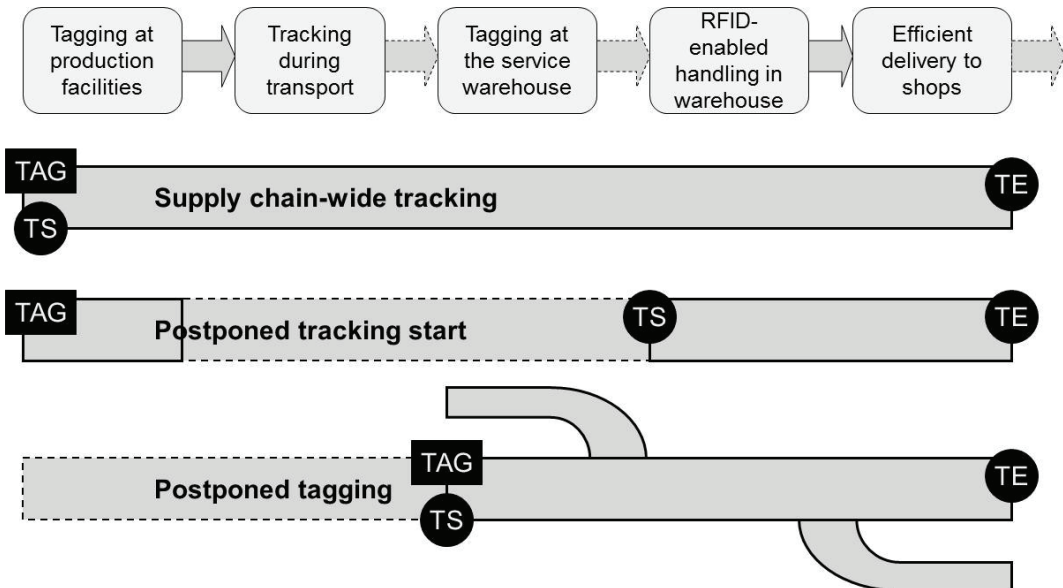 Tagging at
production
facilities
Tracking
during
transport
Tagging at
the service
warehouse
RFID-
enabled
handling in
warehouse
Efficient
delivery to
shops
TAG
Supply chain-wide tracking
TE
TS
TAG
Postponed tracking start
TS
TE
TAG
Postponed tagging
TE
TS